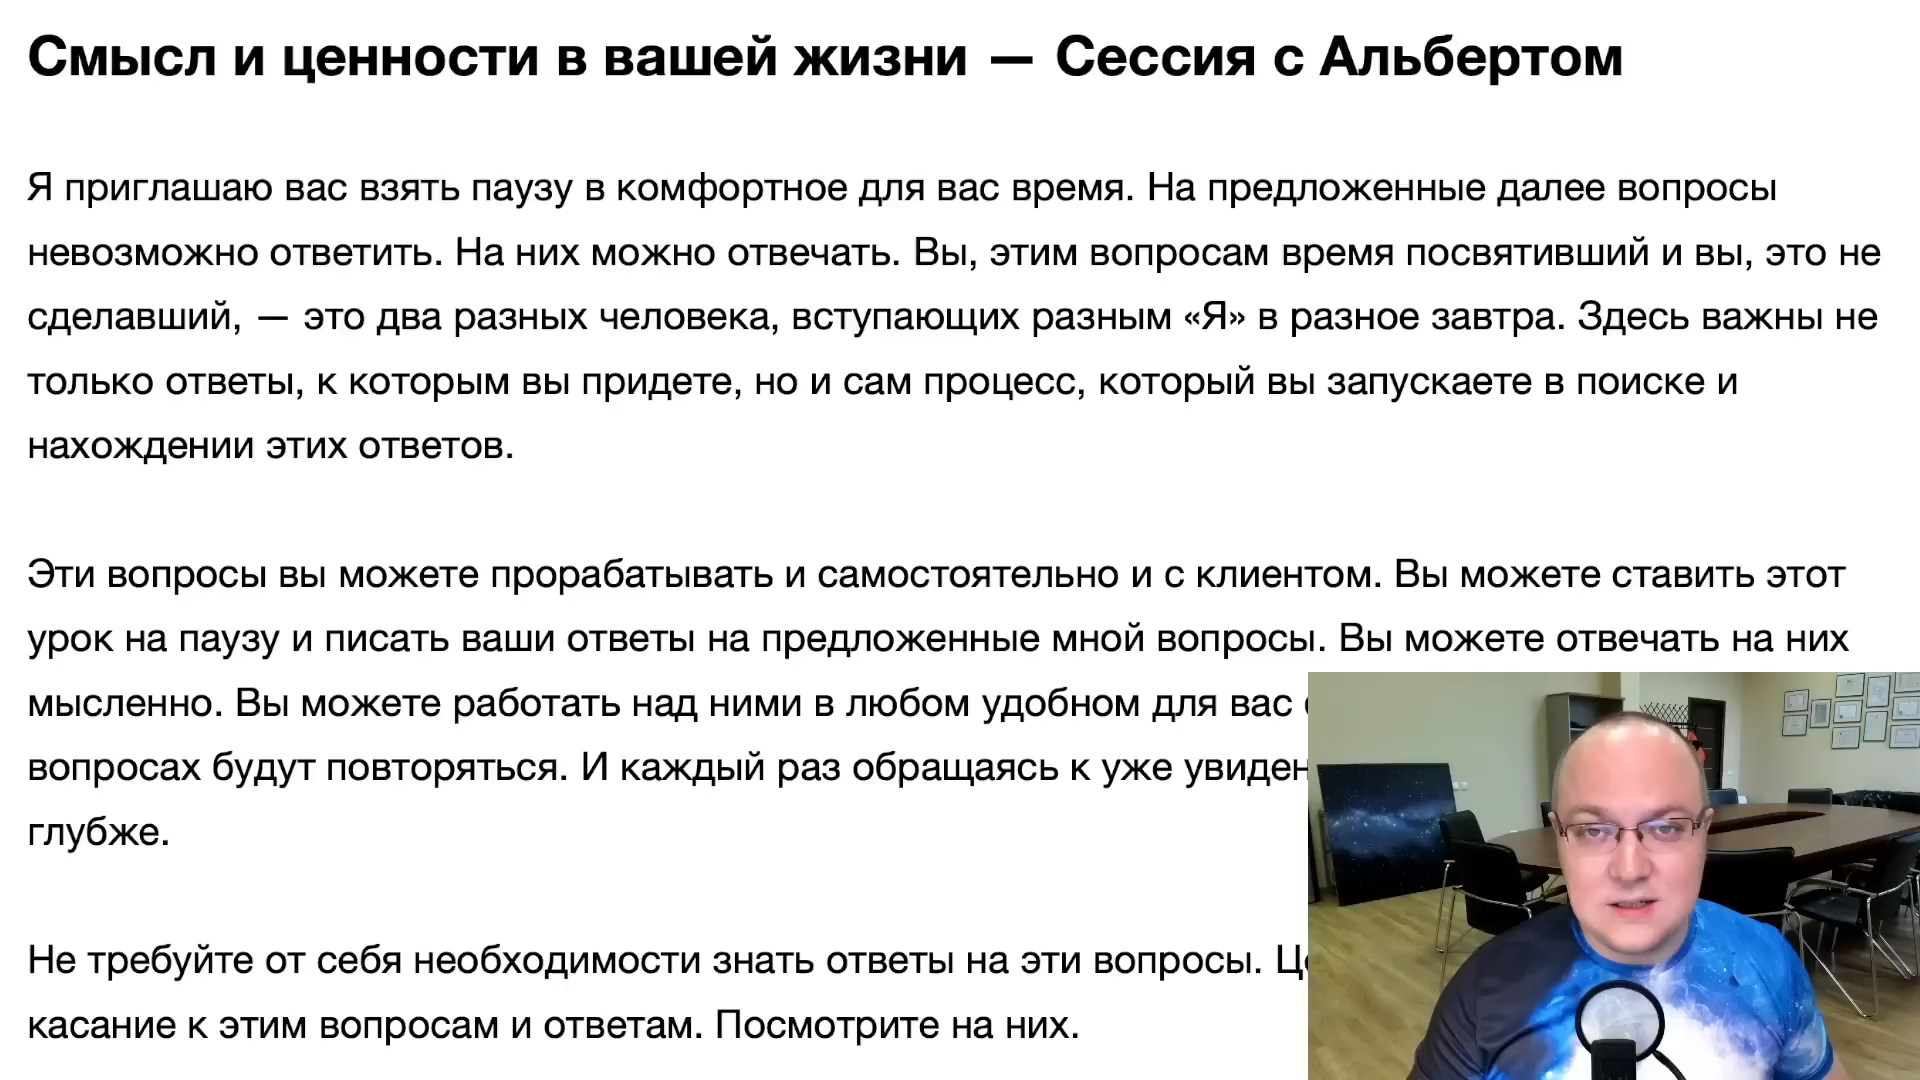 Смысл и ценности в вашей жизни — Сессия с Альбертом
Я приглашаю вас взять паузу в комфортное для вас время. На предложенные далее вопросы
невозможно ответить. На них можно отвечать. Вы, этим вопросам время посвятивший и вы, это не
сделавший, — это два разных человека, вступающих разным «Я» в разное завтра. Здесь важны не
только ответы, к которым вы придете, но и сам процесс, который вы запускаете в поиске и
нахождении этих ответов.
Эти вопросы вы можете прорабатывать и самостоятельно и с клиентом. Вы можете ставить этот
урок на паузу и писать ваши ответы на предложенные мной вопросы. Вы можете отвечать на них
мысленно. Вы можете работать над ними в любом удобном для вас
вопросах будут повторяться. И каждый раз обращаясь к уже
глубже.
Не требуйте от себя необходимости знать ответы на эти вопросы.
касание к этим вопросам и ответам. Посмотрите на них.